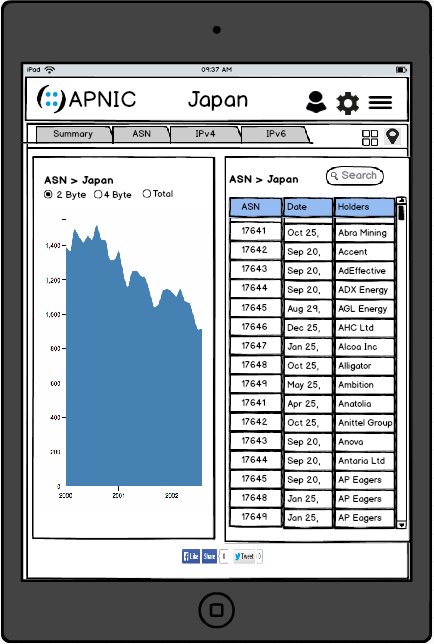 iPod 09:37 AM
APNIC Japan
Summary ASN IPv4 IPv6
ASN > Japan
2 Byte 4 Byte Total
1,400
1,200
1,000
800
600
400
200
0
2000 2001 2002
ASN > Japan Search
ASN Date Holders
17641 Oct 25, Abra Mining
17642 Sep 20, Accent
17643 Sep 20, AdEffective
17644 Sep 20, ADX Energy
17645 Aug 29, AGL Energy
17646 Dec 25, AHC Ltd
17647 Jan 25, Alcoa Inc
17648 Oct 25, Alligator
17649 May 25, Ambition
17641 Apr 25, Anatolia
17642 Oct 25, Anittel Group
17643 Sep 20, Anova
17644 Sep 20, Antaria Ltd
17645 Sep 20, AP Eagers
17648 Jan 25, AP Eagers
17649 Jan 25, AP Eagers
Like Share Tweet